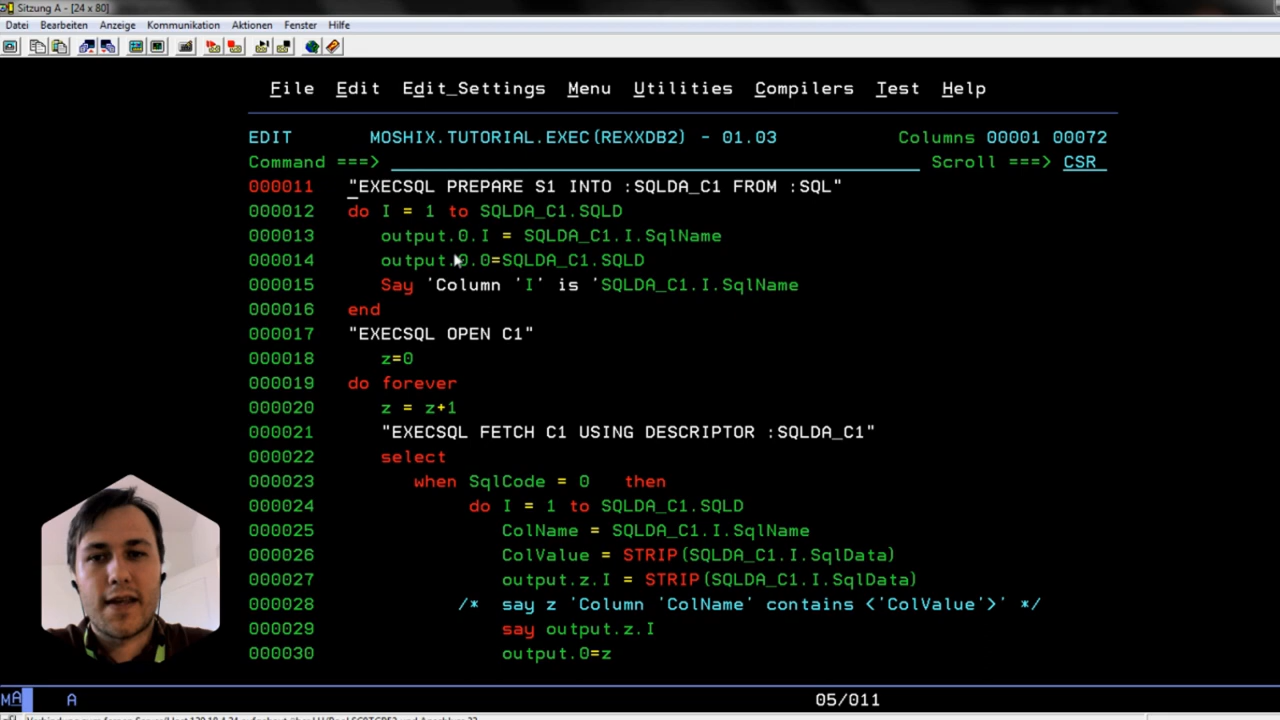 Sitzung A - [24 x 80]
Datei Bearbeiten Anzeige Kommunikation Aktionen Fenster Hilfe
File Edit Edit_Settings Menu Utilities Compilers Test Help
EDIT MOSHIX.TUTORIAL.EXEC(REXXDB2) - 01.03 Columns 00001 00072
Command ===> Scroll ===> CSR
000011 "EXECSQL PREPARE S1 INTO :SQLDA_C1 FROM :SQL"
000012 do I = 1 to SQLDA_C1.SQLD
000013 output.0.I = SQLDA_C1.I.SqlName
000014 output.0.0=SQLDA_C1.SQLD
000015 Say 'Column 'I' is 'SQLDA_C1.I.SqlName
000016 end
000017 "EXECSQL OPEN C1"
000018 z=0
000019 do forever
000020 z = z+1
000021 "EXECSQL FETCH C1 USING DESCRIPTOR :SQLDA_C1"
000022 select
000023 when SqlCode = 0 then
000024 do I = 1 to SQLDA_C1.SQLD
000025 ColName = SQLDA_C1.I.SqlName
000026 ColValue = STRIP(SQLDA_C1.I.SqlData)
000027 output.z.I = STRIP(SQLDA_C1.I.SqlData)
000028 /* say z 'Column 'ColName' contains <'ColValue'>' */
000029 say output.z.I
000030 output.0=z
MA A 05/011